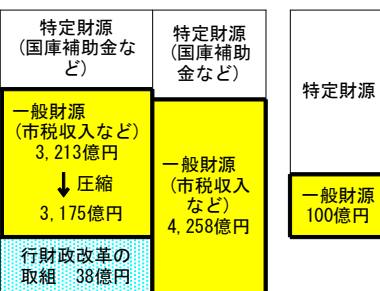 特定財源
（国庫補助金な
ど）
一般財源
（市税収入など）
3,213億円
↓ 圧縮
3,175億円
行財政改革の
取組 38億円
特定財源
（国庫補助
金など）
一般財源
（市税収入
など）
4,258億円
特定財源
一般財源
100億円